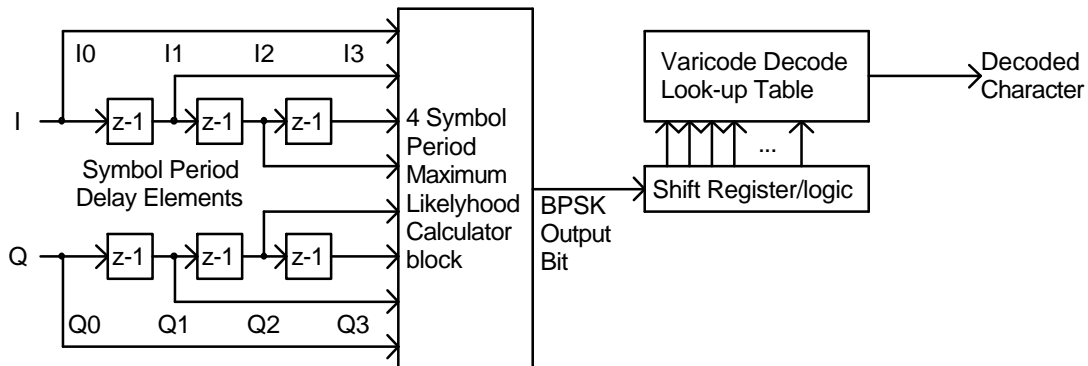 I0 I1 I2 I3
I
z-1 z-1 z-1
Symbol Period
Delay Elements
Q
z-1 z-1 z-1
Q0 Q1 Q2 Q3
4 Symbol
Period
Maximum
Likelyhood
Calculator
block
BPSK
Output
Bit
Varicode Decode
Look-up Table
...
Shift Register/logic
Decoded
Character